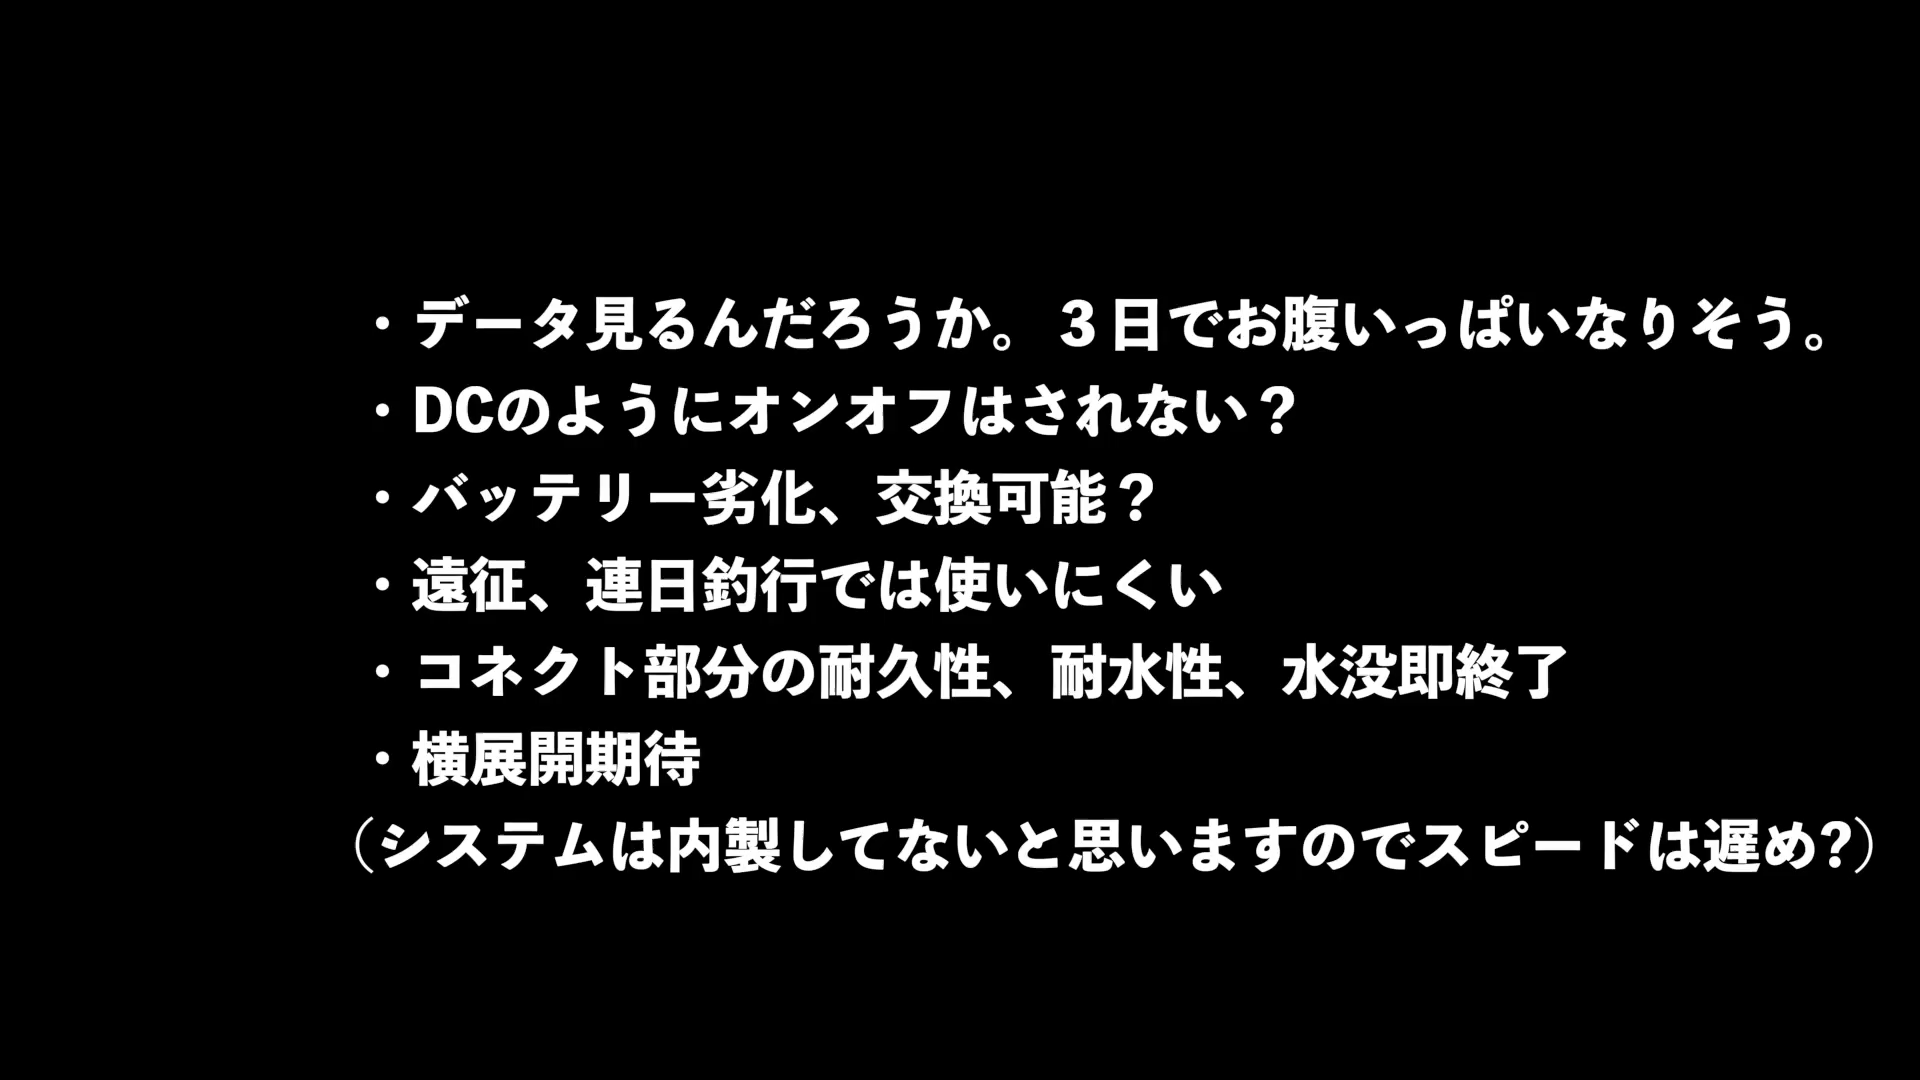 ・データ見るんだろうか。３日でお腹いっぱいなりそう。
・DCのようにオンオフはされない？
・バッテリー劣化、交換可能？
・遠征、連日釣行では使いにくい
・コネクト部分の耐久性、耐水性、水没即終了
・横展開期待
（システムは内製してないと思いますのでスピードは遅め?）